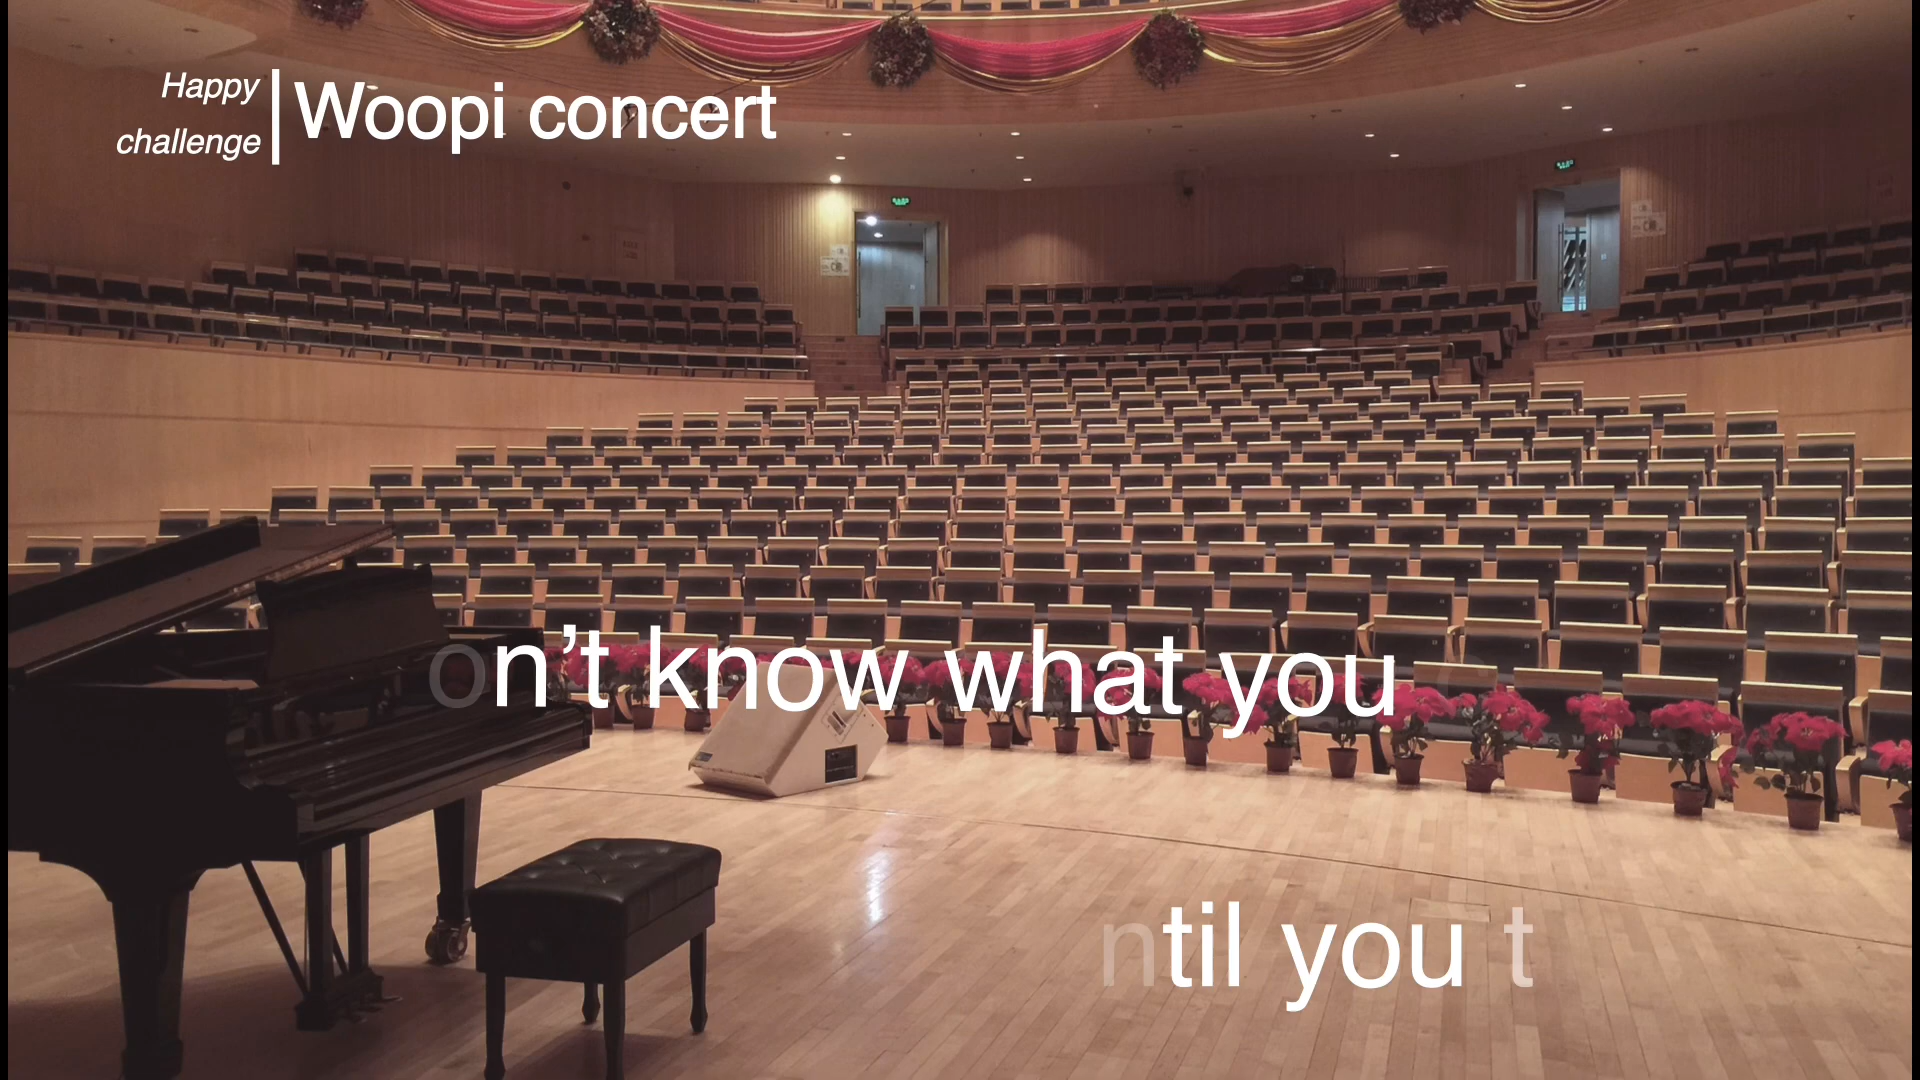 Happy
challenge
Woopi concert
on’t know what you
ntil you t